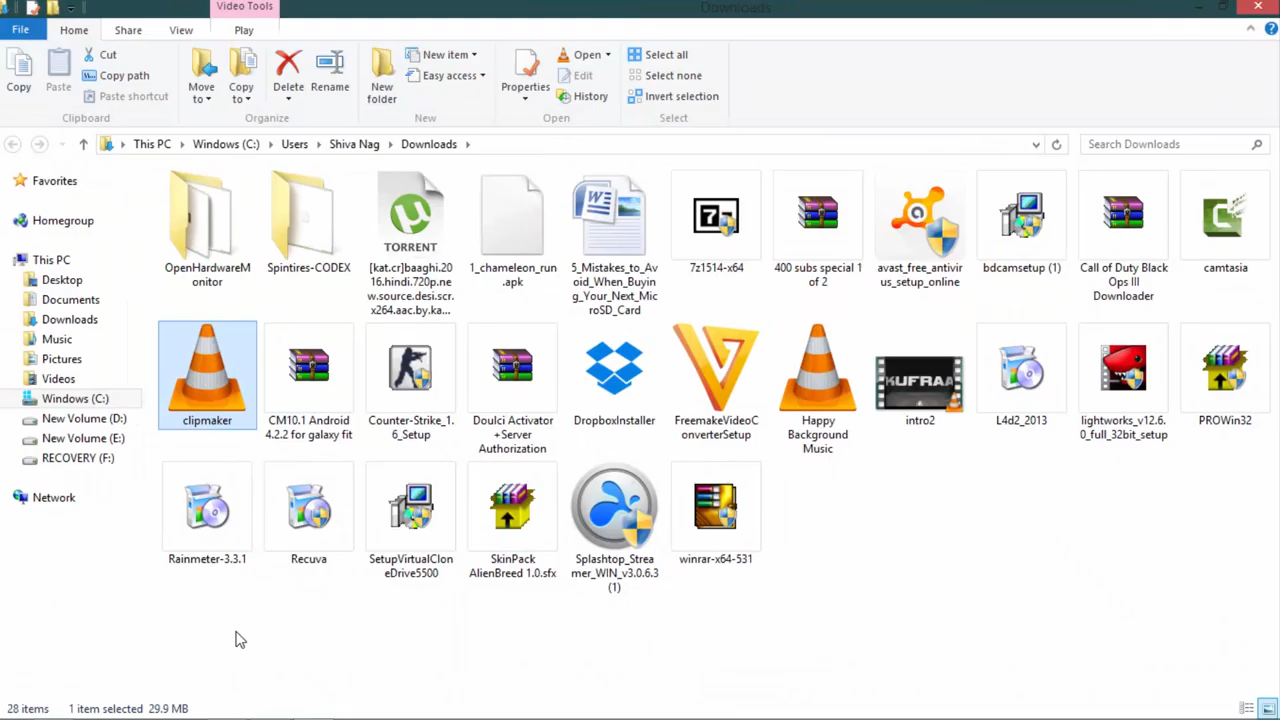 Video Tools
Downloads
File
Home
Share
View
Play
Copy
Paste
Cut
Copy path
Paste shortcut
Clipboard
Move
to
Copy
to
Delete
Rename
Organize
New
folder
New item
Easy access
New
Properties
Open
Edit
History
Open
Select all
Select none
Invert selection
Select
This PC
Windows (C:)
Users
Shiva Nag
Downloads
Search Downloads
Favorites
Homegroup
This PC
Desktop
Documents
Downloads
Music
Pictures
Videos
Windows (C:)
New Volume (D:)
New Volume (E:)
RECOVERY (F:)
Network
OpenHardwareM
onitor
Spintires-CODEX
TORRENT
[kat.cr]baaghi.20
16.hindi.720p.ne
w.source.desi.scr.
x264.aac.by.ka...
1_chameleon_run
.apk
5_Mistakes_to_Av
oid_When_Buyin
g_Your_Next_Mic
roSD_Card
7z1514-x64
400 subs special 1
of 2
avast_free_antivir
us_setup_online
bdcamsetup (1)
Call of Duty Black
Ops III
Downloader
camtasia
clipmaker
CM10.1 Android
4.2.2 for galaxy fit
Counter-Strike_1.
6_Setup
Doulci Activator
+Server
Authorization
DropboxInstaller
FreemakeVideoC
onverterSetup
Happy
Background
Music
KUFRAA
intro2
L4d2_2013
lightworks_v12.6.
0_full_32bit_setup
PROWin32
Rainmeter-3.3.1
Recuva
SetupVirtualClon
eDrive5500
SkinPack
AlienBreed 1.0.sfx
Splashtop_Strea
mer_WIN_v3.0.6.3
(1)
winrar-x64-531
28 items
1 item selected
29.9 MB